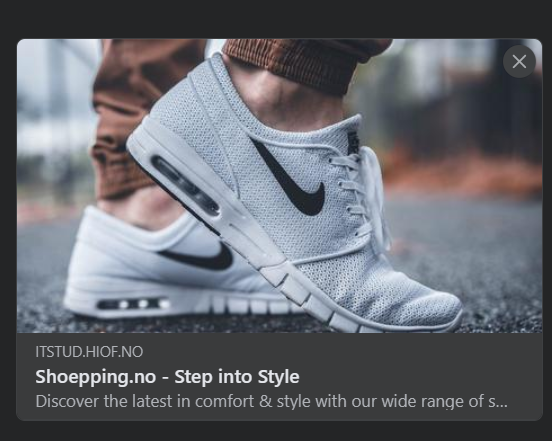 ITSTUD.HIOF.NO
Shoepping.no - Step into Style
Discover the latest in comfort & style with our wide range of s...